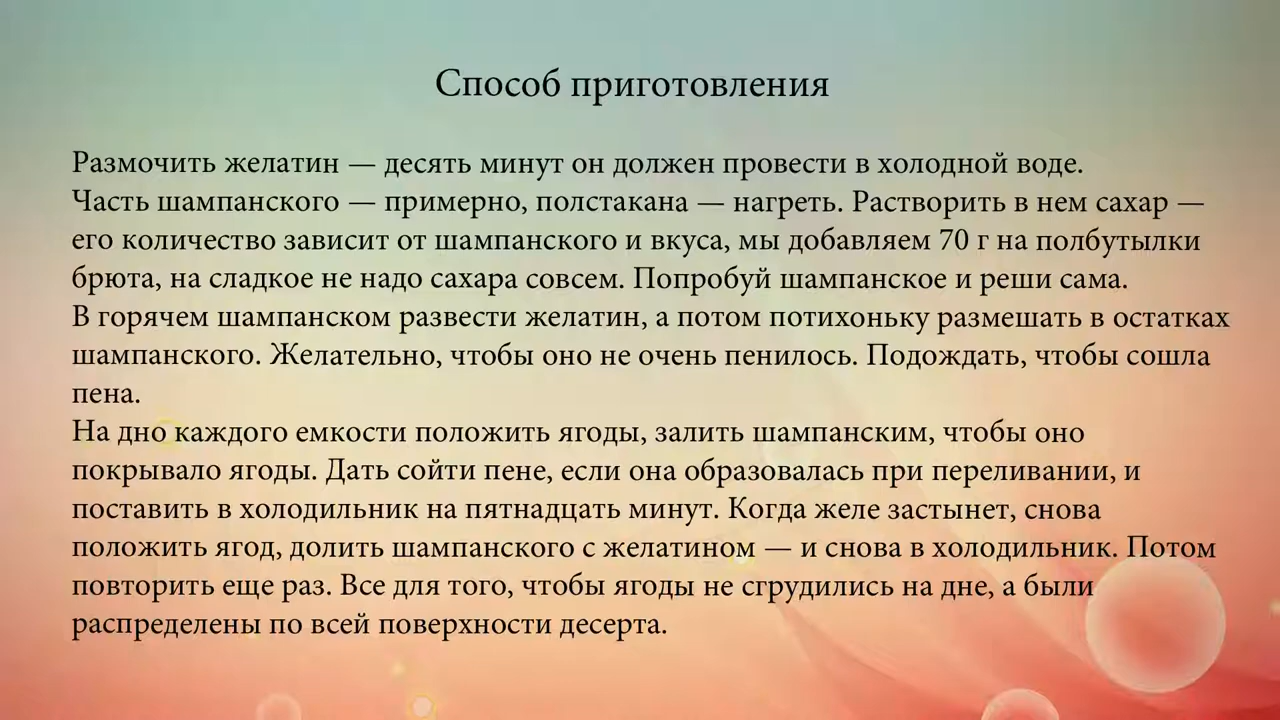 Способ приготовления
Размочить желатин — десять минут он должен провести в холодной воде.
Часть шампанского — примерно, полстакана — нагреть. Растворить в нем сахар —
его количество зависит от шампанского и вкуса, мы добавляем 70 г на полбутылки
брюта, на сладкое не надо сахара совсем. Попробуй шампанское и реши сама.
В горячем шампанском развести желатин, а потом потихоньку размешать в остатках
шампанского. Желательно, чтобы оно не очень пенилось. Подождать, чтобы сошла
пена.
На дно каждого емкости положить ягоды, залить шампанским, чтобы оно
покрывало ягоды. Дать сойти пене, если она образовалась при переливании, и
поставить в холодильник на пятнадцать минут. Когда желе застынет, снова
положить ягод, долить шампанского с желатином — и снова в холодильник. Потом
повторить еще раз. Все для того, чтобы ягоды не сгрудились на дне, а были
распределены по всей поверхности десерта.